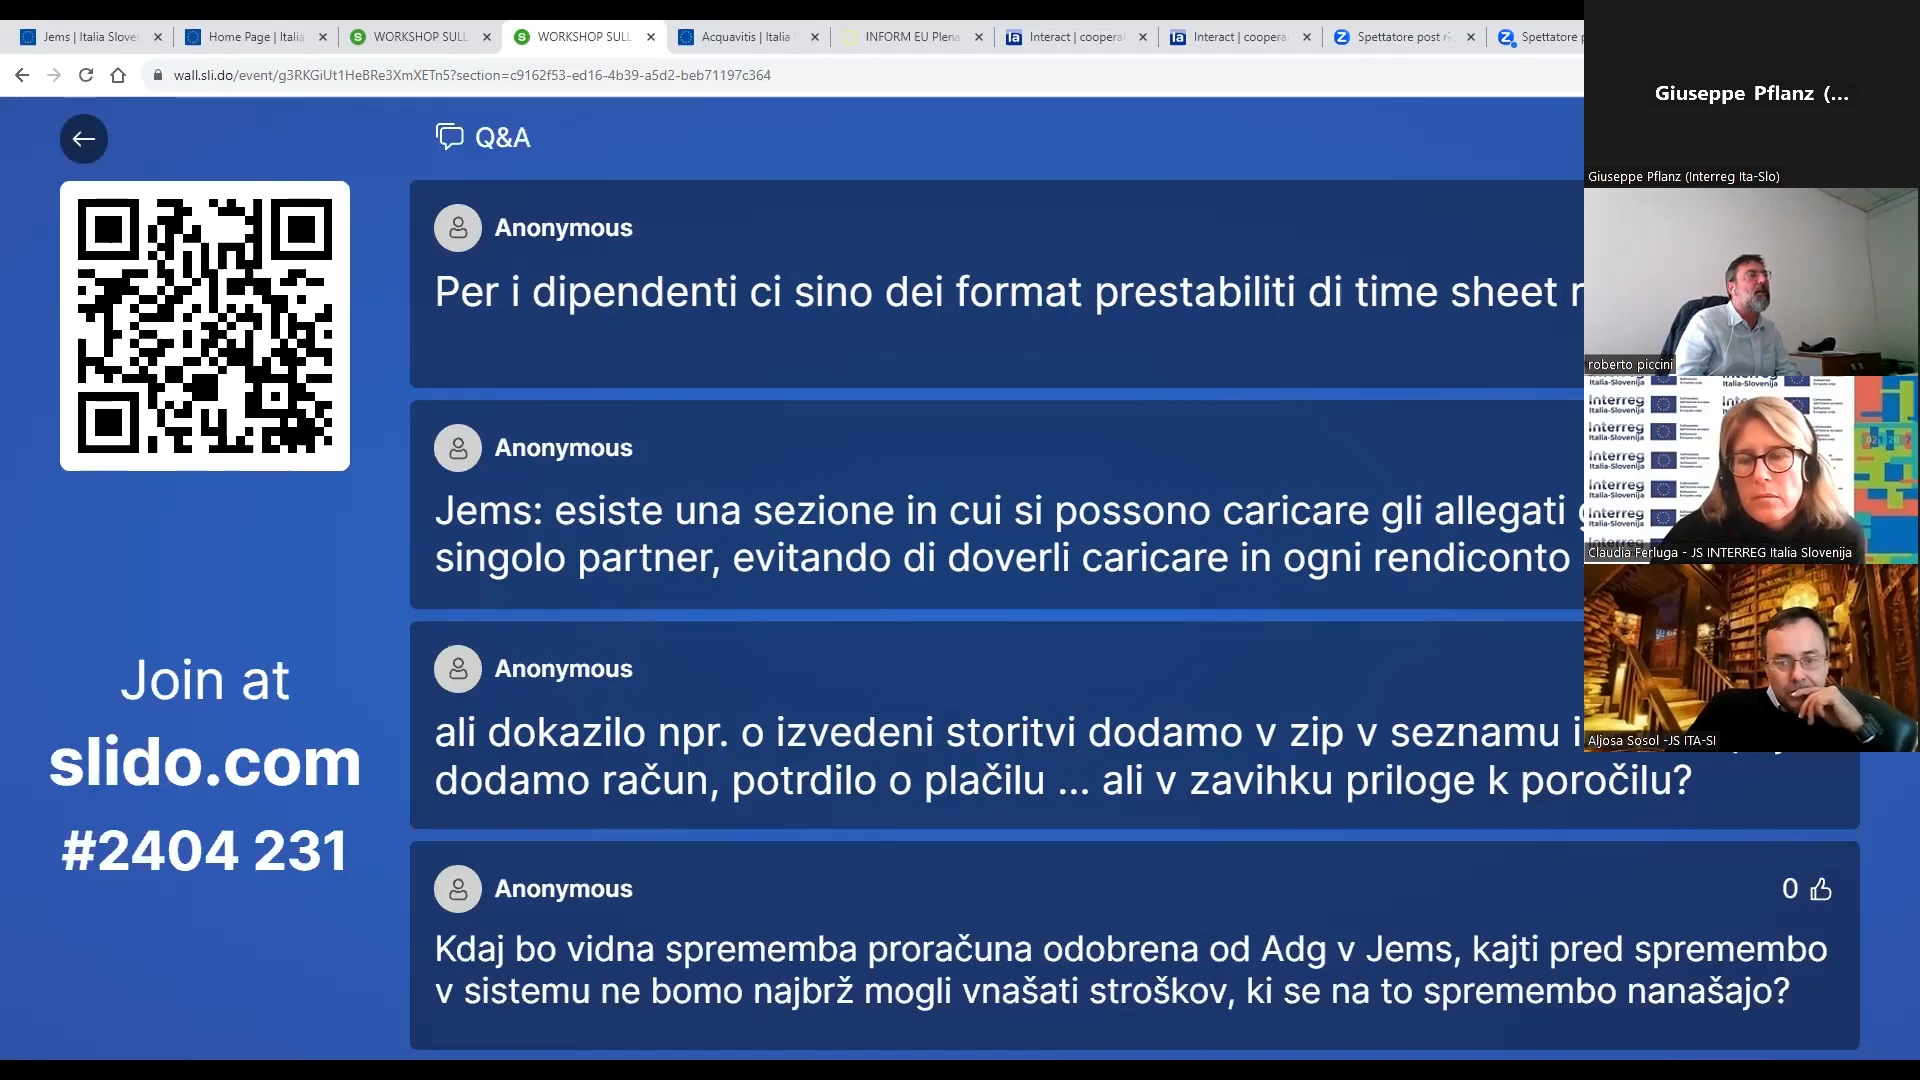 Jems | Italia Slove
Home Page | Italia
WORKSHOP SULL
WORKSHOP SULL
Acquavitis | Italia
INFORM EU Plena
Interact | coopera
Interact | coopera
Spettatore post
Spettatore
wall.sli.do/event/g3RKGiUt1HeBRe3XmXETn5?section=c9162f53-ed16-4b39-a5d2-beb71197c364
Q&A
Anonymous
Per i dipendenti ci sino dei format prestabiliti di time sheet
Anonymous
Jems: esiste una sezione in cui si possono caricare gli allegati
singolo partner, evitando di doverli caricare in ogni rendiconto
Anonymous
ali dokazilo npr. o izvedeni storitvi dodamo v zip v seznamu
dodamo račun, potrdilo o plačilu ... ali v zavihku priloge k poročilu?
Anonymous
0
Kdaj bo vidna sprememba proračuna odobrena od Adg v Jems, kajti pred spremembo
v sistemu ne bomo najbrž mogli vnašati stroškov, ki se na to spremembo nanašajo?
Join at
slido.com
#2404 231
Giuseppe Pflanz (...
Giuseppe Pflanz (Interreg Ita-Slo)
roberto piccini
Interreg
Italia-Slovenija
Claudia Ferluga - JS INTERREG Italia Slovenija
Aljosa Sosol -JS ITA-SI